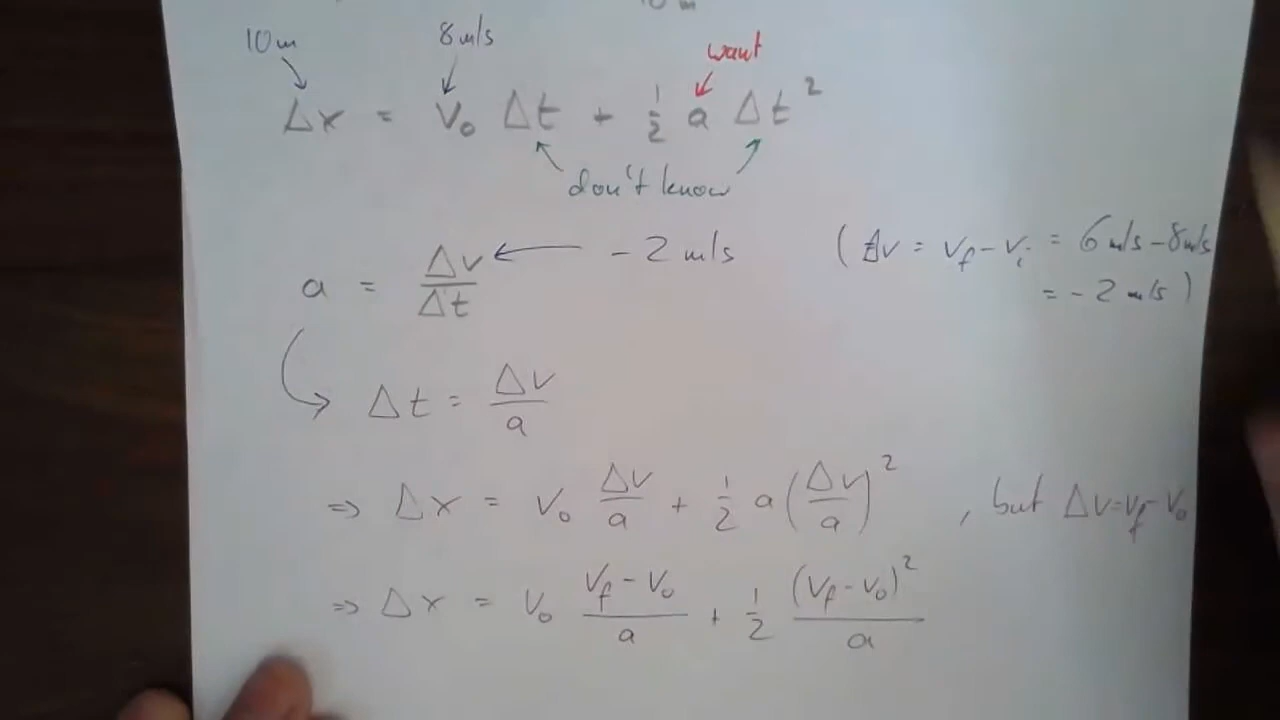 10 m
10m 8 m/s want
Δx = v₀ Δt + 1/2 a Δt²
don't know
a = Δv/Δt ← -2 m/s (Δv = v_f - v_i = 6 m/s - 8 m/s
= -2 m/s)
Δt = Δv/a
⇒ Δx = v₀ Δv/a + 1/2 a (Δv/a)² , but Δv = v_f - v₀
⇒ Δx = v₀ (v_f - v₀)/a + 1/2 (v_f - v₀)²/a